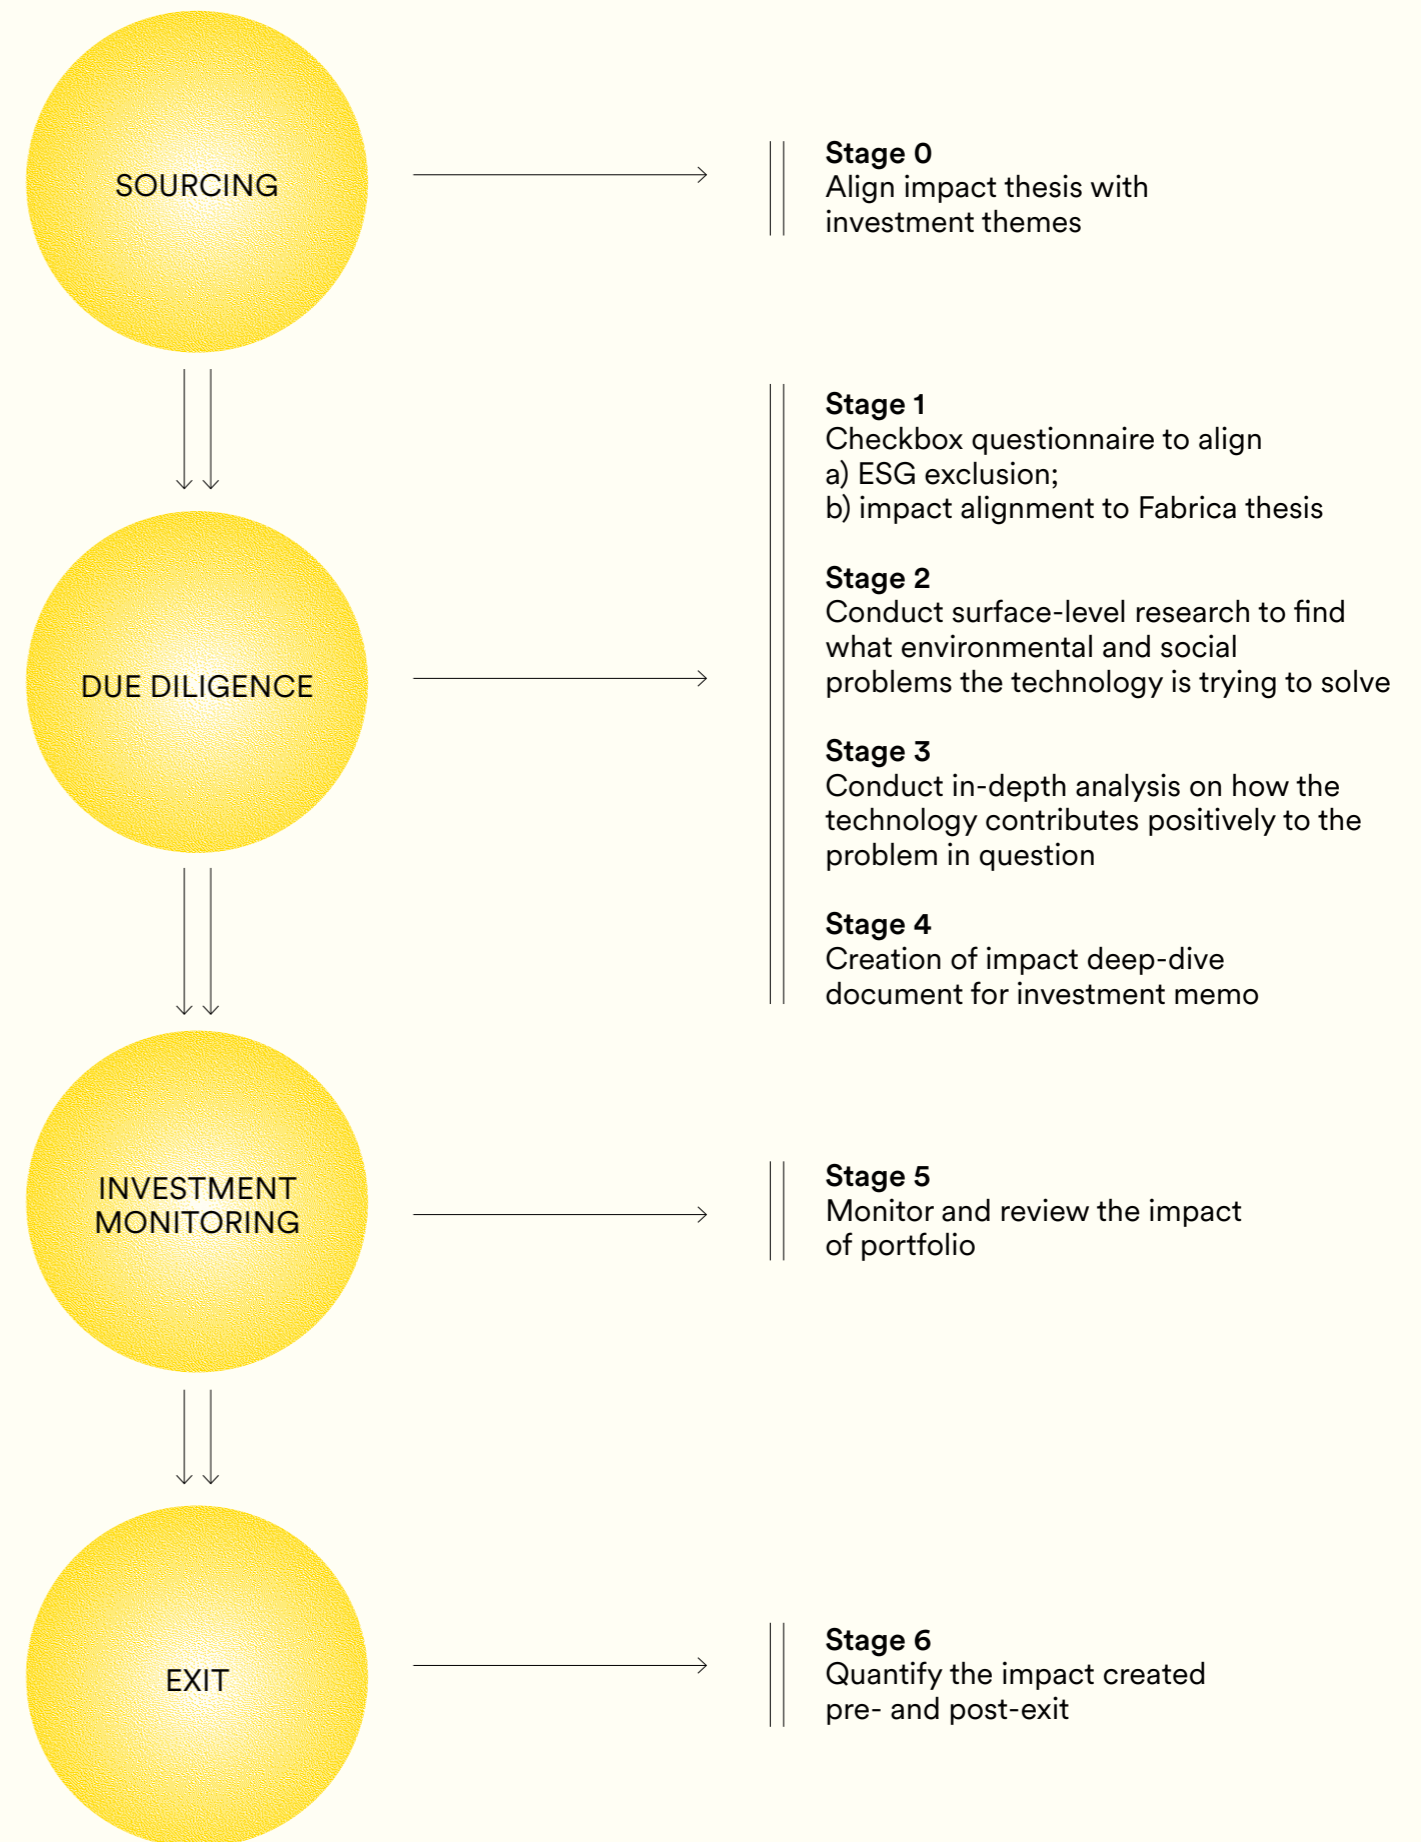 SOURCING
Stage 0
Align impact thesis with
investment themes
DUE DILIGENCE
Stage 1
Checkbox questionnaire to align
a) ESG exclusion;
b) impact alignment to Fabrica thesis
Stage 2
Conduct surface-level research to find
what environmental and social
problems the technology is trying to solve
Stage 3
Conduct in-depth analysis on how the
technology contributes positively to the
problem in question
Stage 4
Creation of impact deep-dive
document for investment memo
INVESTMENT
MONITORING
Stage 5
Monitor and review the impact
of portfolio
EXIT
Stage 6
Quantify the impact created
pre- and post-exit